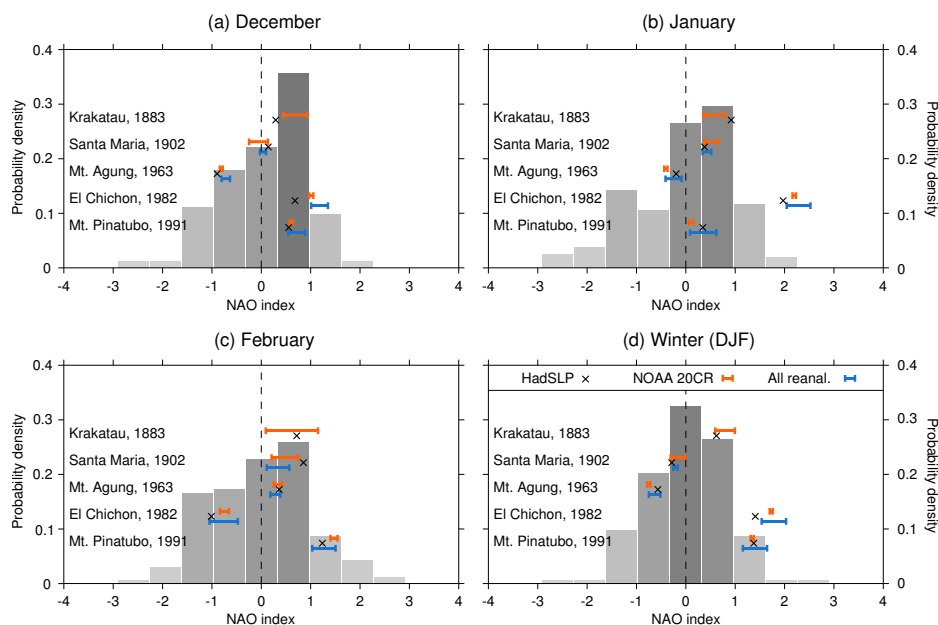 (a) December
(b) January
0.4
0.3
0.2
0.1
0
Probability density
Krakatau, 1883
Santa Maria, 1902
Mt. Agung, 1963
El Chichon, 1982
Mt. Pinatubo, 1991
-4 -3 -2 -1 0 1 2 3 4
NAO index
Krakatau, 1883
Santa Maria, 1902
Mt. Agung, 1963
El Chichon, 1982
Mt. Pinatubo, 1991
0.4
0.3
0.2
0.1
0
Probability density
-4 -3 -2 -1 0 1 2 3 4
NAO index
(c) February
(d) Winter (DJF)
0.4
0.3
0.2
0.1
0
Probability density
Krakatau, 1883
Santa Maria, 1902
Mt. Agung, 1963
El Chichon, 1982
Mt. Pinatubo, 1991
-4 -3 -2 -1 0 1 2 3 4
NAO index
HadSLP NOAA 20CR All reanal.
Krakatau, 1883
Santa Maria, 1902
Mt. Agung, 1963
El Chichon, 1982
Mt. Pinatubo, 1991
0.4
0.3
0.2
0.1
0
Probability density
-4 -3 -2 -1 0 1 2 3 4
NAO index